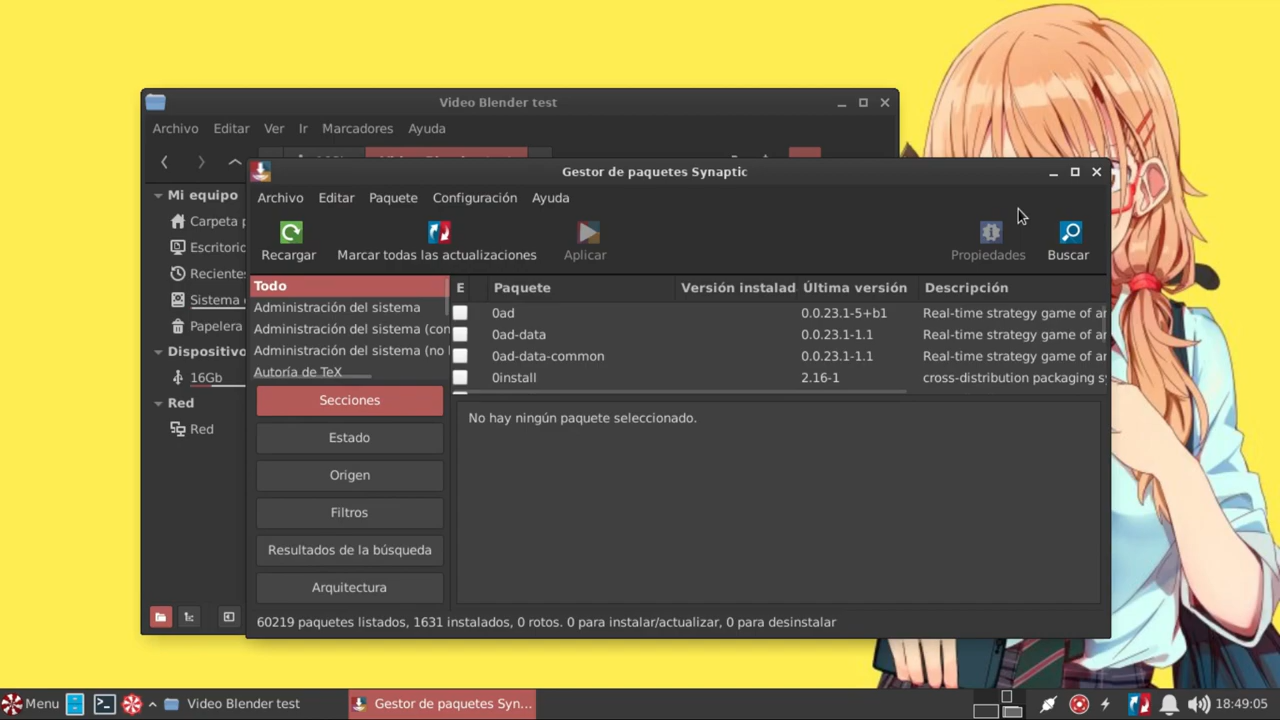 Video Blender test
Archivo Editar Ver Ir Marcadores Ayuda
Mi equipo
Carpeta
Escritorio
Recientes
Sistema
Papelera
Dispositivo
16Gb
Red
Red
Gestor de paquetes Synaptic
Archivo Editar Paquete Configuración Ayuda
Recargar Marcar todas las actualizaciones Aplicar Propiedades Buscar
Todo
Administración del sistema
Administración del sistema (con
Administración del sistema (no
Autoría de TeX
Secciones
Estado
Origen
Filtros
Resultados de la búsqueda
Arquitectura
E Paquete Versión instalad Última versión Descripción
0ad 0.0.23.1-5+b1 Real-time strategy game of an
0ad-data 0.0.23.1-1.1 Real-time strategy game of an
0ad-data-common 0.0.23.1-1.1 Real-time strategy game of an
0install 2.16-1 cross-distribution packaging s
No hay ningún paquete seleccionado.
60219 paquetes listados, 1631 instalados, 0 rotos. 0 para instalar/actualizar, 0 para desinstalar
Menu Video Blender test Gestor de paquetes Syn... 18:49:05